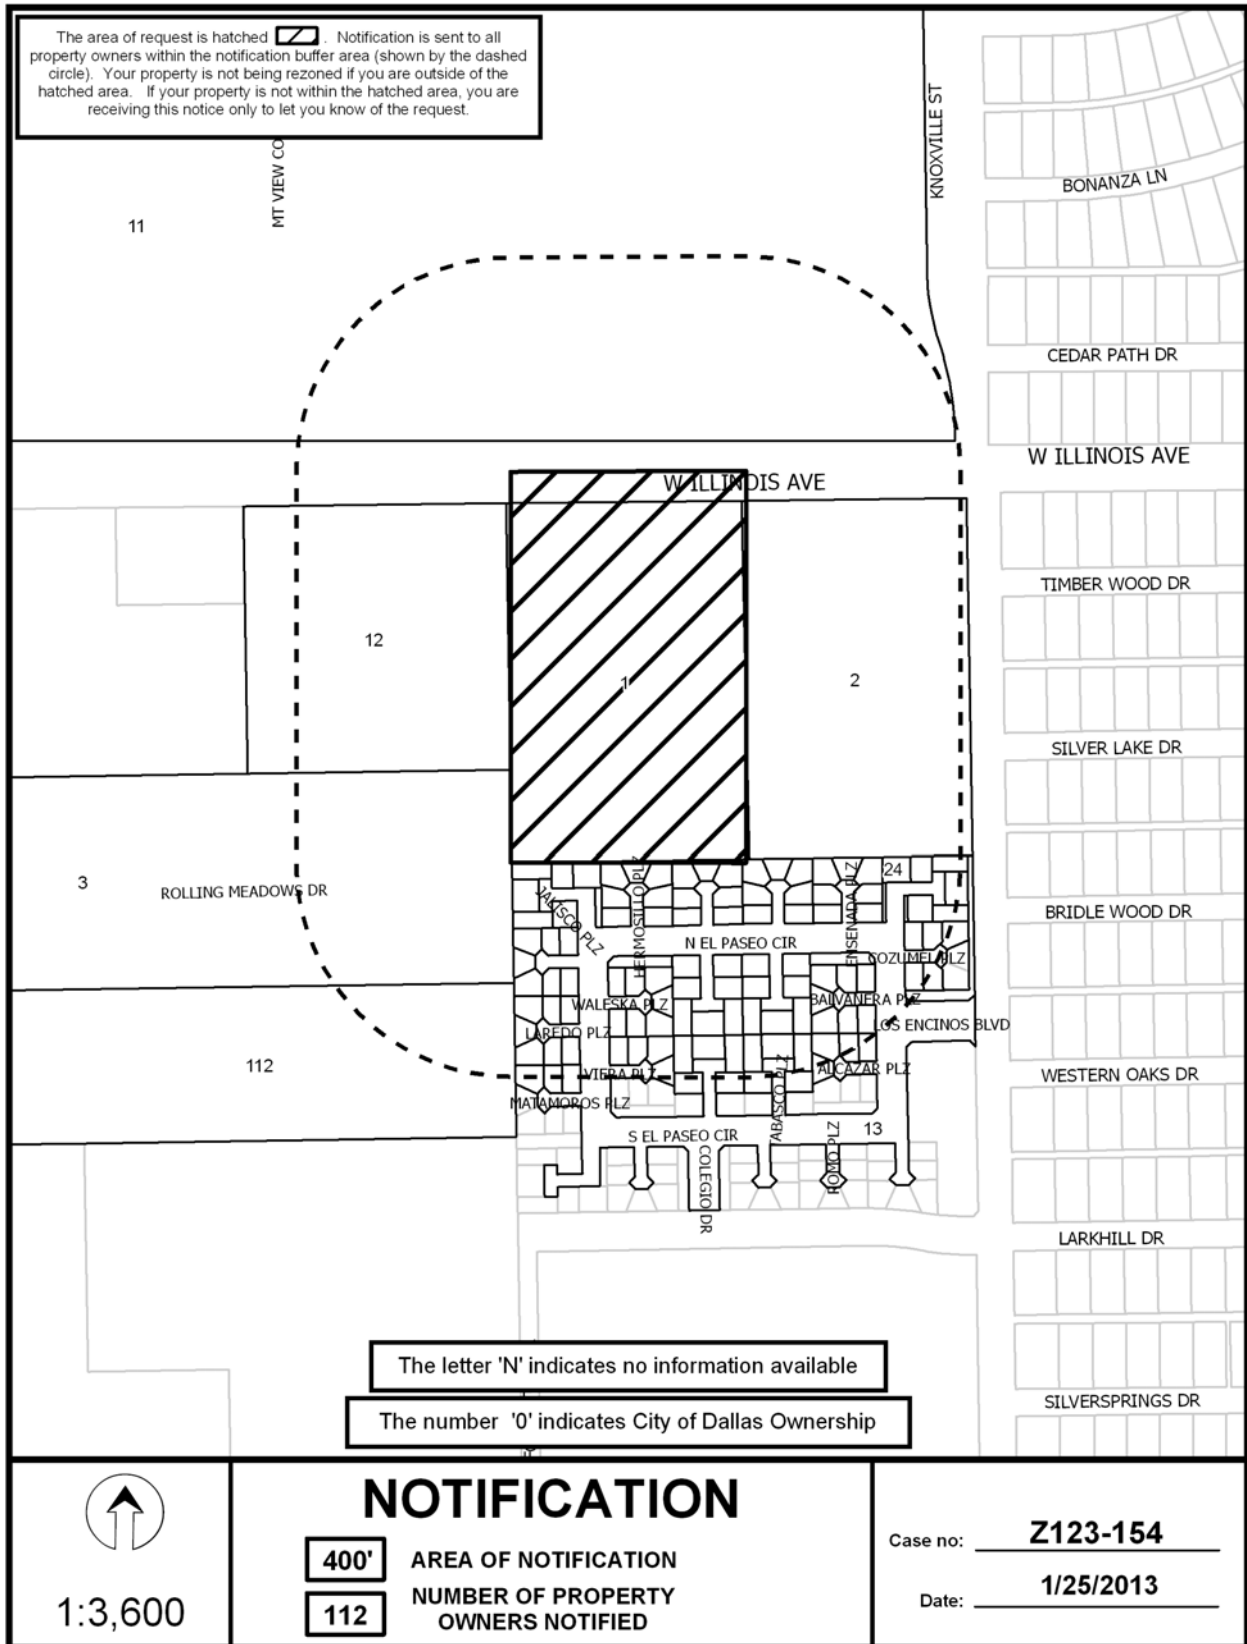 The area of request is hatched . Notification is sent to all
property owners within the notification buffer area (shown by the dashed
circle). Your property is not being rezoned if you are outside of the
hatched area. If your property is not within the hatched area, you are
receiving this notice only to let you know of the request.
MT VIEW CO
KNOXVILLE ST
BONANZA LN
11
CEDAR PATH DR
W ILLINOIS AVE
W ILLINOIS AVE
TIMBER WOOD DR
12
1
2
SILVER LAKE DR
3
ROLLING MEADOWS DR
JALISCO PLZ
HERMOSILLO PLZ
ENSENADA PLZ
24
BRIDLE WOOD DR
N EL PASEO CIR
COZUMEL PLZ
WALESKA PLZ
BALVANERA PLZ
LAREDO PLZ
LOS ENCINOS BLVD
112
VIERA PLZ
ALCAZAR PLZ
WESTERN OAKS DR
MATAMOROS PLZ
TABASCO PLZ
S EL PASEO CIR
13
COLEGIO DR
ROMO PLZ
LARKHILL DR
The letter 'N' indicates no information available
The number '0' indicates City of Dallas Ownership
SILVERSPRINGS DR
1:3,600
NOTIFICATION
400' AREA OF NOTIFICATION
112 NUMBER OF PROPERTY
OWNERS NOTIFIED
Case no: Z123-154
Date: 1/25/2013